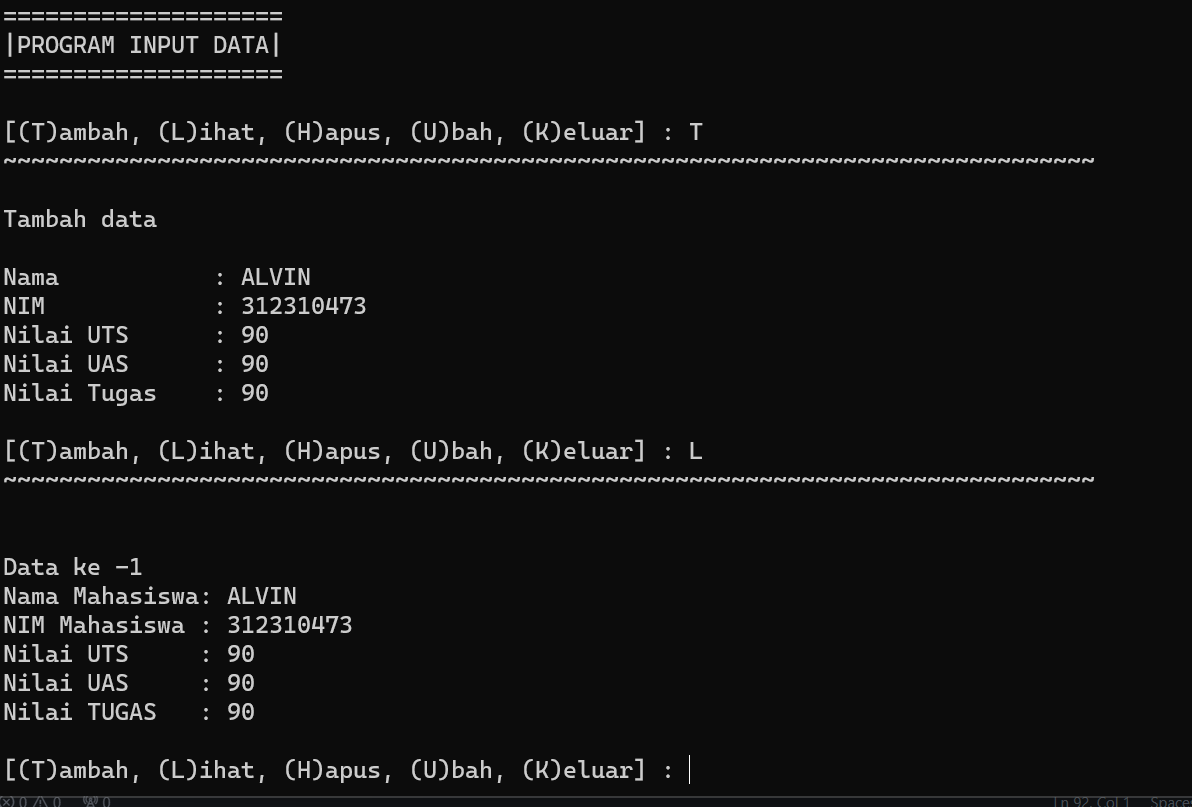 ====================
|PROGRAM INPUT DATA|
====================
[(T)ambah, (L)ihat, (H)apus, (U)bah, (K)eluar] : T
~~~~~~~~~~~~~~~~~~~~~~~~~~~~~~~~~~~~~~~~~~~~~~~~~~~~~~~~~~~~~~~~~~~~~~~~~~~~~~
Tambah data
Nama           : ALVIN
NIM            : 312310473
Nilai UTS      : 90
Nilai UAS      : 90
Nilai Tugas    : 90
[(T)ambah, (L)ihat, (H)apus, (U)bah, (K)eluar] : L
~~~~~~~~~~~~~~~~~~~~~~~~~~~~~~~~~~~~~~~~~~~~~~~~~~~~~~~~~~~~~~~~~~~~~~~~~~~~~~
Data ke -1
Nama Mahasiswa: ALVIN
NIM Mahasiswa : 312310473
Nilai UTS     : 90
Nilai UAS     : 90
Nilai TUGAS   : 90
[(T)ambah, (L)ihat, (H)apus, (U)bah, (K)eluar] :
0 0 0 Ln 92, Col 1 Space